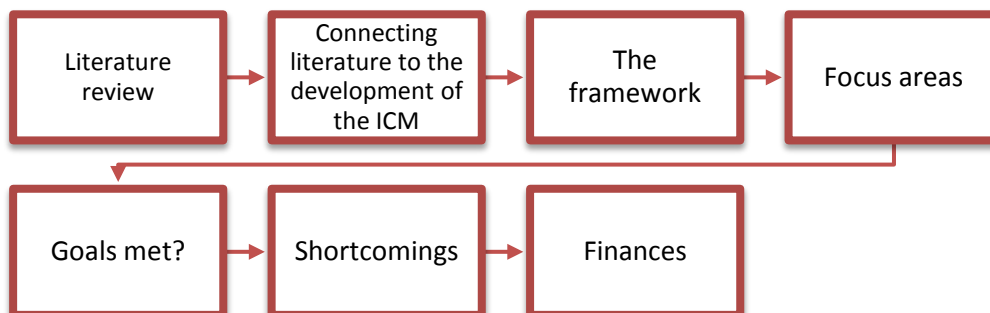 Literature
review
Connecting
literature to the
development of
the ICM
The
framework
Focus areas
Goals met?
Shortcomings
Finances